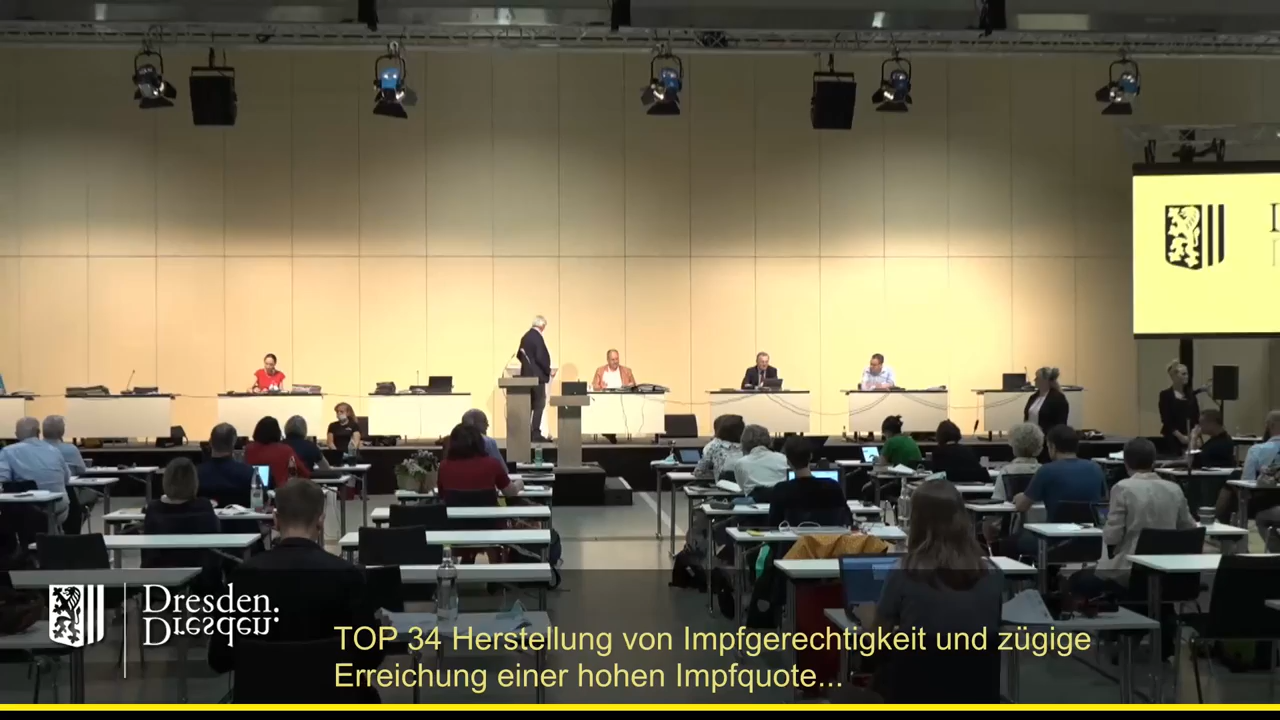 Dresden.
Dresden.
TOP 34 Herstellung von Impfgerechtigkeit und zügige
Erreichung einer hohen Impfquote...